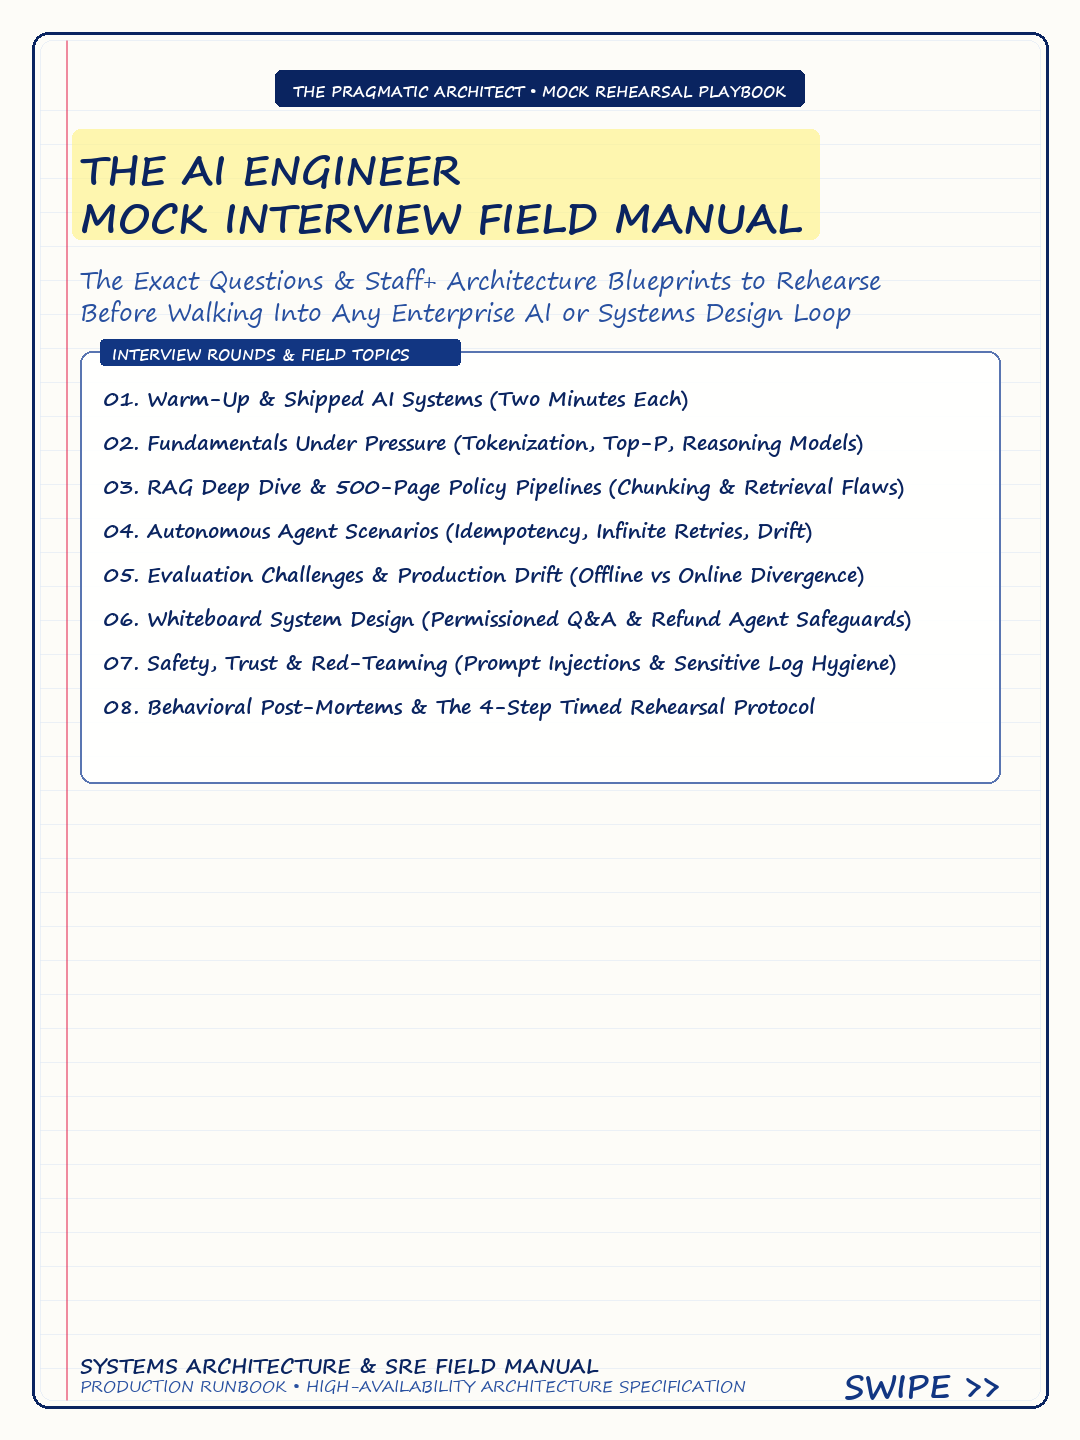 THE PRAGMATIC ARCHITECT • MOCK REHEARSAL PLAYBOOK
THE AI ENGINEER
MOCK INTERVIEW FIELD MANUAL
The Exact Questions & Staff+ Architecture Blueprints to Rehearse
Before Walking Into Any Enterprise AI or Systems Design Loop
INTERVIEW ROUNDS & FIELD TOPICS
01. Warm-Up & Shipped AI Systems (Two Minutes Each)
02. Fundamentals Under Pressure (Tokenization, Top-P, Reasoning Models)
03. RAG Deep Dive & 500-Page Policy Pipelines (Chunking & Retrieval Flaws)
04. Autonomous Agent Scenarios (Idempotency, Infinite Retries, Drift)
05. Evaluation Challenges & Production Drift (Offline vs Online Divergence)
06. Whiteboard System Design (Permissioned Q&A & Refund Agent Safeguards)
07. Safety, Trust & Red-Teaming (Prompt Injections & Sensitive Log Hygiene)
08. Behavioral Post-Mortems & The 4-Step Timed Rehearsal Protocol
SYSTEMS ARCHITECTURE & SRE FIELD MANUAL
PRODUCTION RUNBOOK • HIGH-AVAILABILITY ARCHITECTURE SPECIFICATION
SWIPE >>